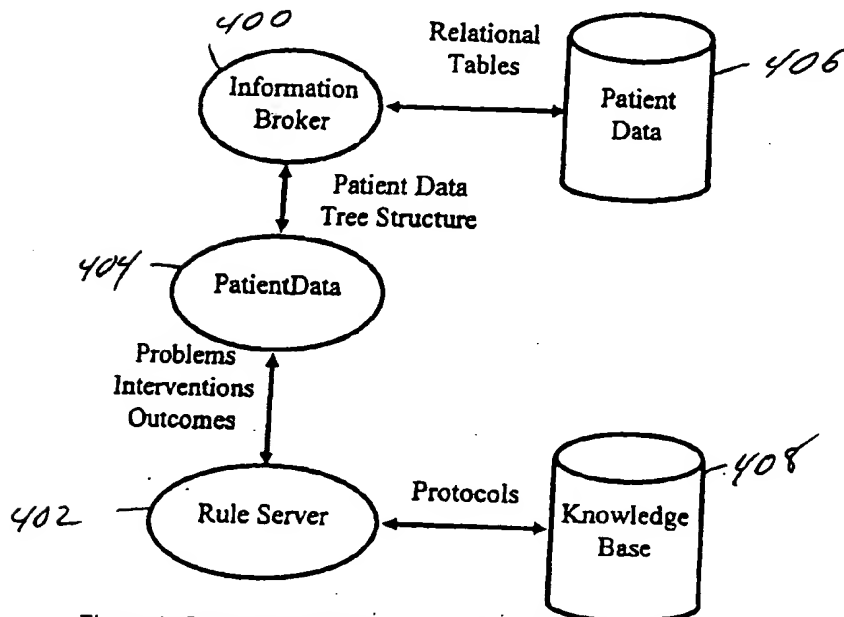 400
Relational
Tables
406
Information
Broker
Patient
Data
Patient Data
Tree Structure
404
PatientData
Problems
Interventions
Outcomes
408
402
Rule Server
Protocols
Knowledge
Base